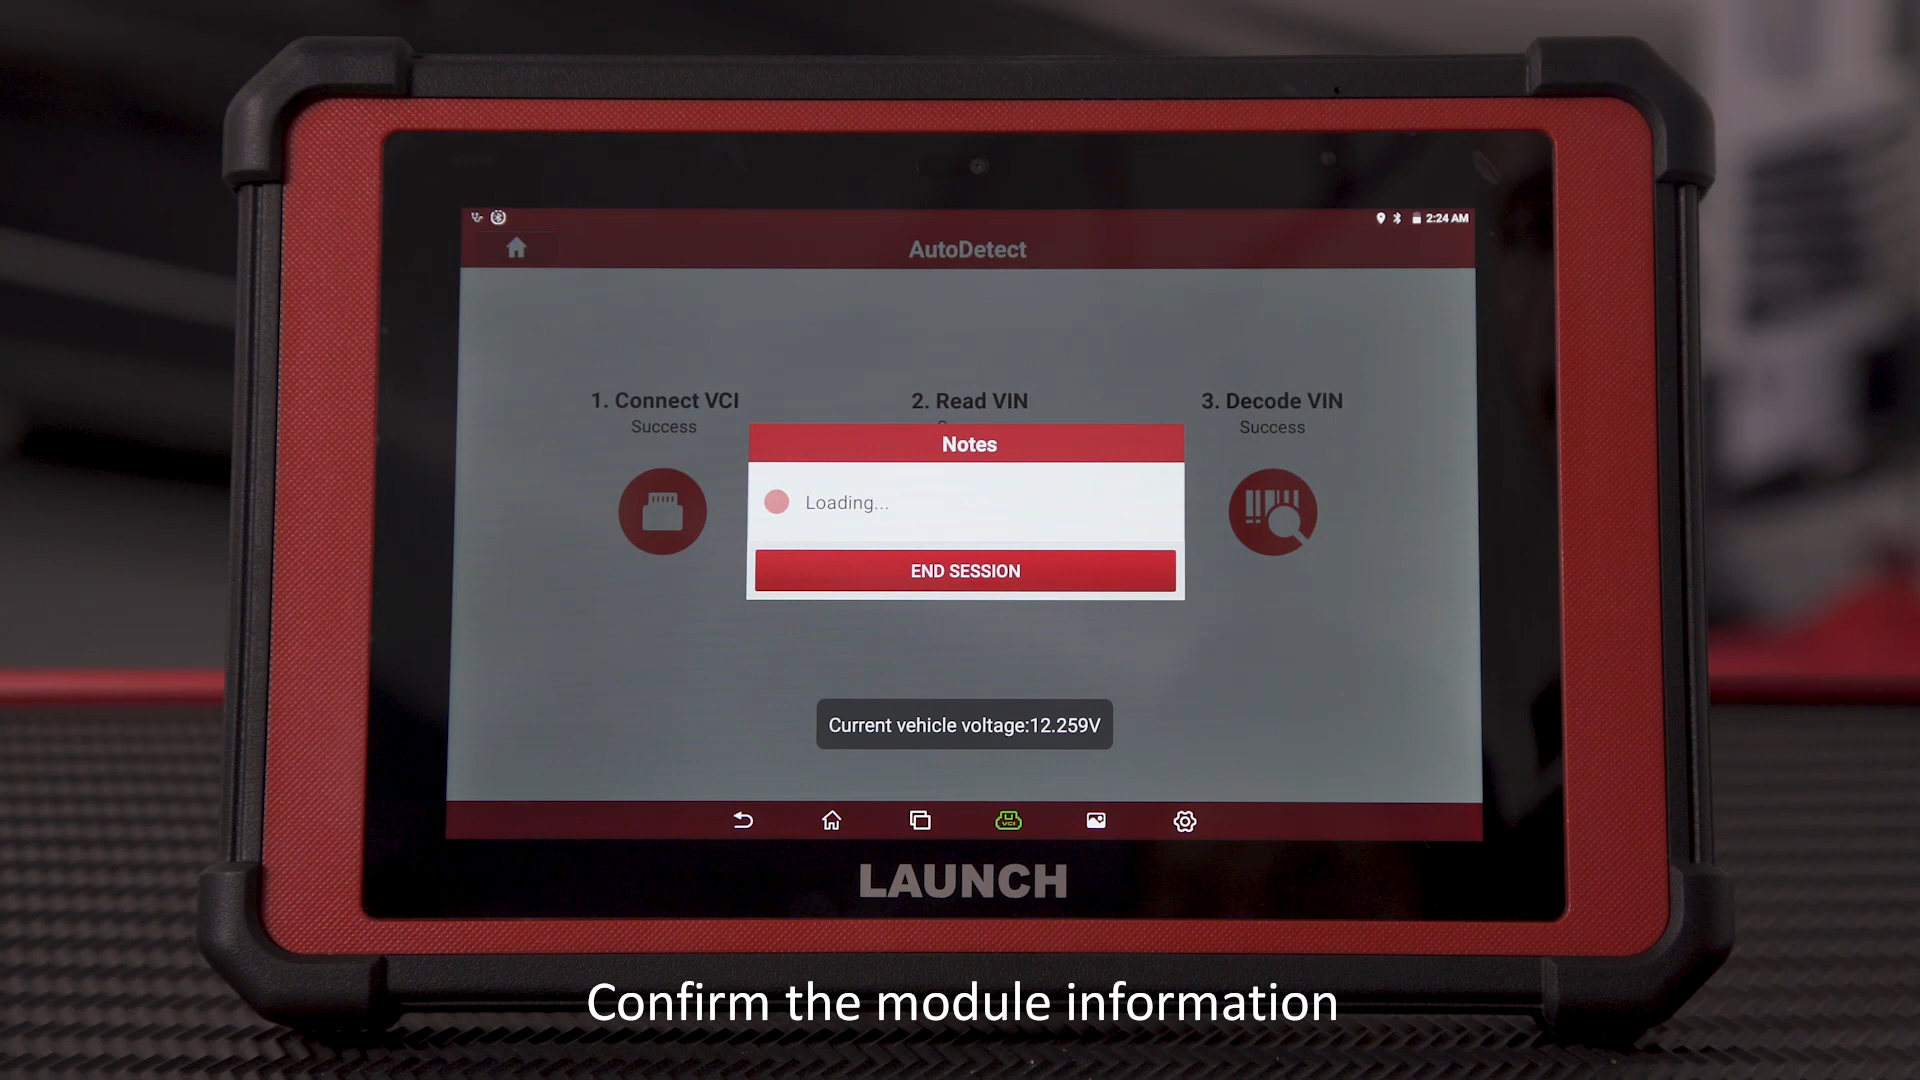 2:24 AM
AutoDetect
1. Connect VCI
Success
2. Read VIN
3. Decode VIN
Success
Notes
Loading...
END SESSION
Current vehicle voltage:12.259V
VCI
LAUNCH
Confirm the module information